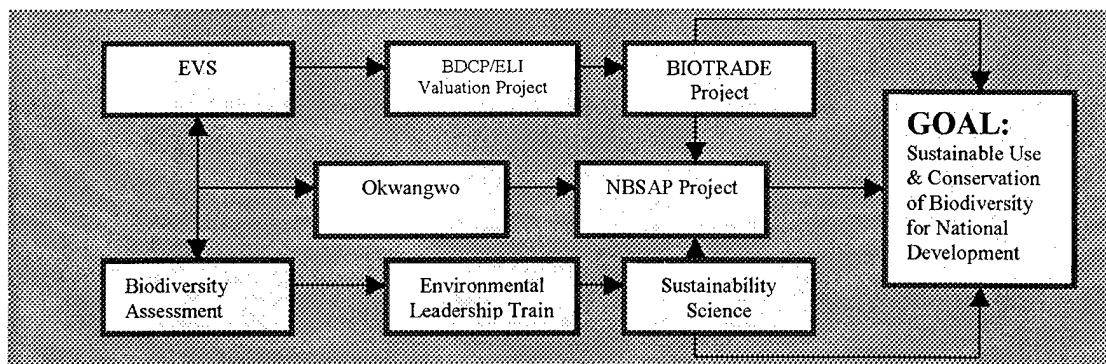 EVS
BDCP/ELI
Valuation Project
BIOTRADE
Project
GOAL:
Sustainable Use
& Conservation
of Biodiversity
for National
Development
Okwangwo
NBSAP Project
Biodiversity
Assessment
Environmental
Leadership Train
Sustainability
Science